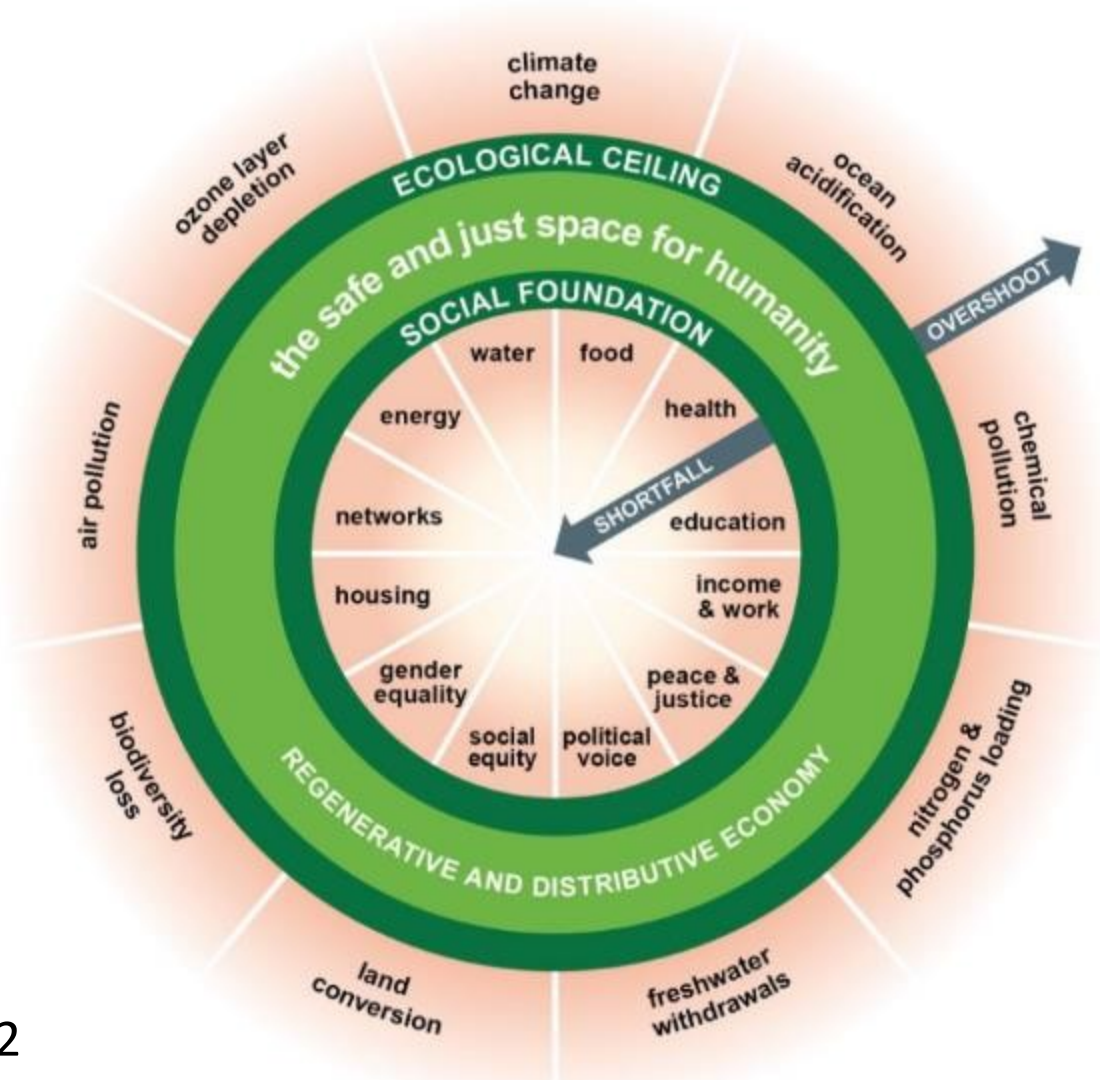 climate
change
ocean
acidification
OVERSHOOT
chemical
pollution
nitrogen &
phosphorus loading
freshwater
withdrawals
land
conversion
biodiversity
loss
air pollution
ozone layer
depletion
ECOLOGICAL CEILING
the safe and just space for humanity
SOCIAL FOUNDATION
water
food
health
SHORTFALL
education
income
& work
peace &
justice
political
voice
social
equity
gender
equality
housing
networks
energy
REGENERATIVE AND DISTRIBUTIVE ECONOMY
2